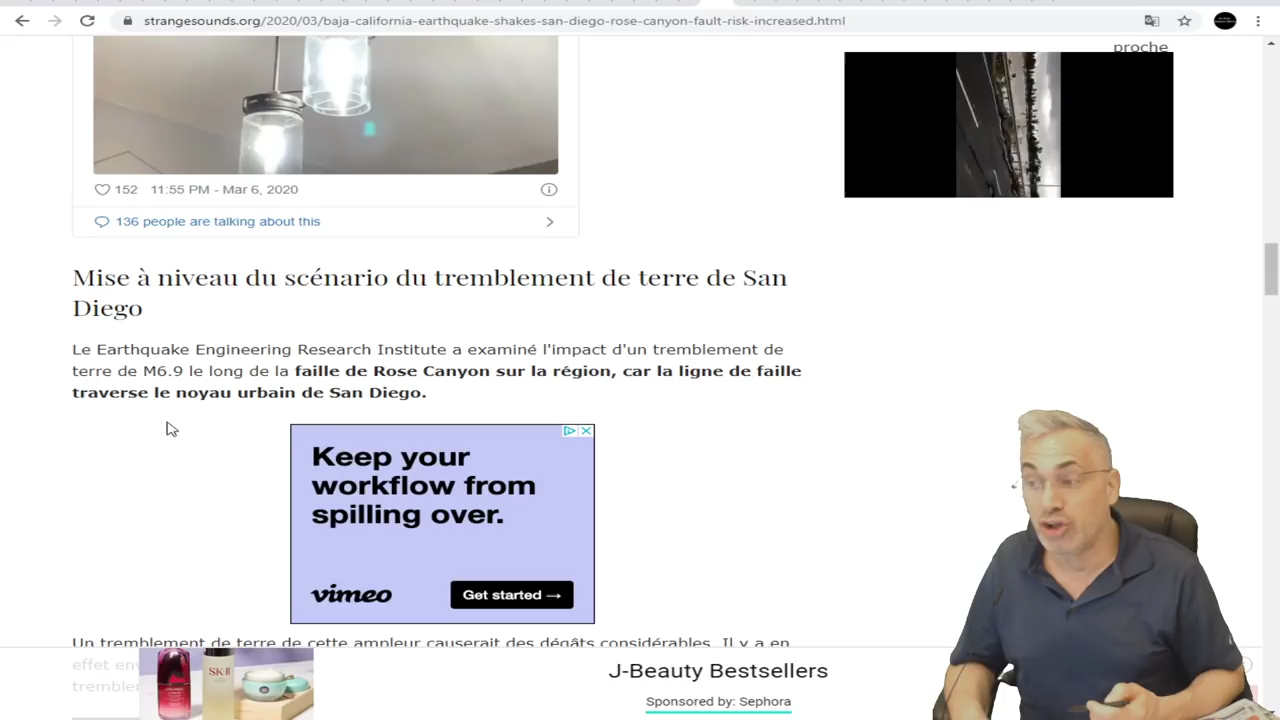 strangesounds.org/2020/03/baja-california-earthquake-shakes-san-diego-rose-canyon-fault-risk-increased.html
proche
152 11:55 PM - Mar 6, 2020
136 people are talking about this
Mise à niveau du scénario du tremblement de terre de San
Diego
Le Earthquake Engineering Research Institute a examiné l'impact d'un tremblement de
terre de M6.9 le long de la faille de Rose Canyon sur la région, car la ligne de faille
traverse le noyau urbain de San Diego.
Keep your
workflow from
spilling over.
vimeo
Get started →
Un tremblement de terre de cette ampleur causerait des dégâts considérables. Il y a en
effet
SK-II
J-Beauty Bestsellers
Sponsored by: Sephora